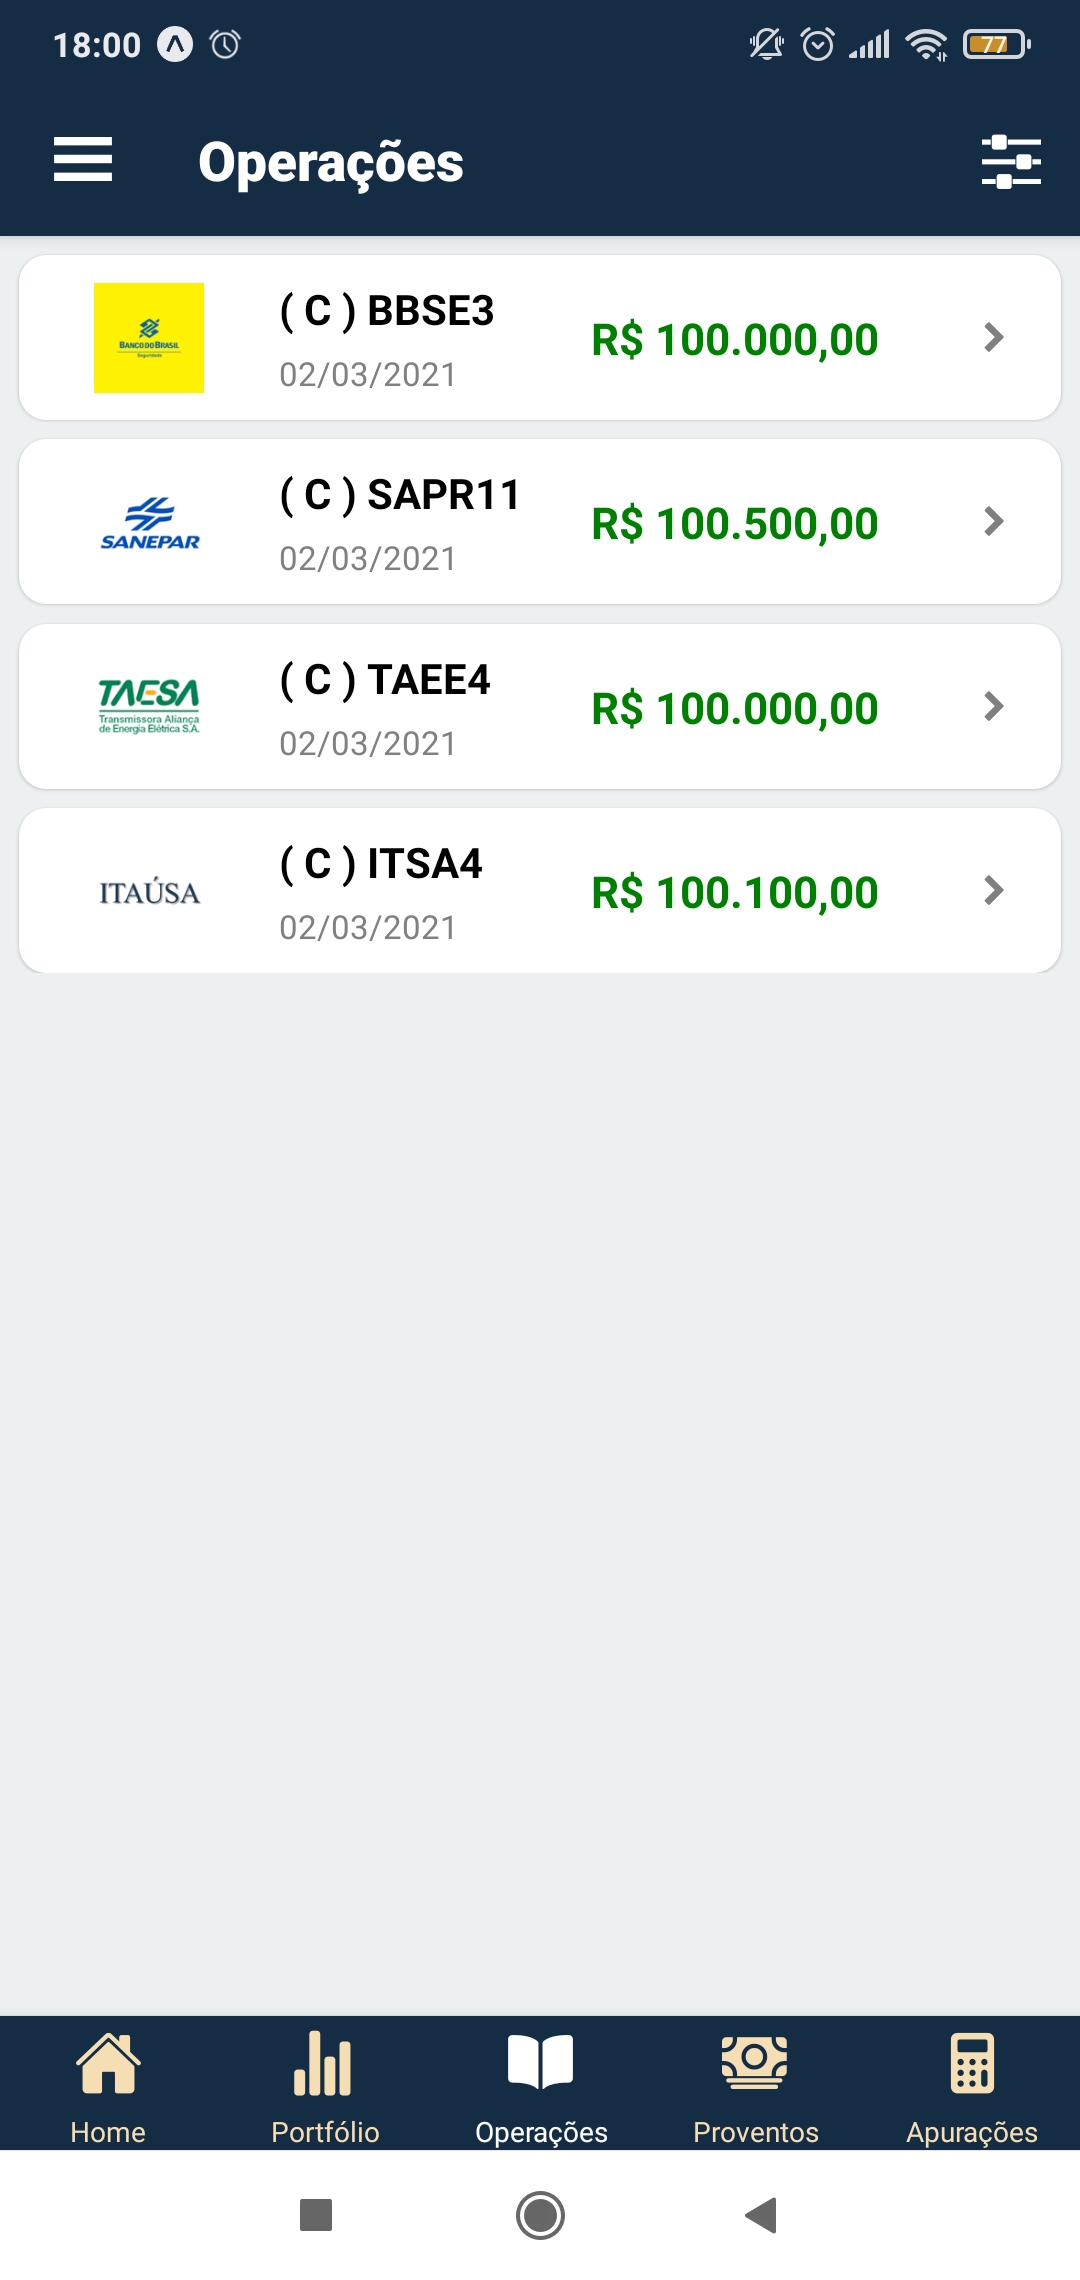 18:00
77
Operações
BANCO DO BRASIL
Seguridade
( C ) BBSE3
02/03/2021
R$ 100.000,00
SANEPAR
( C ) SAPR11
02/03/2021
R$ 100.500,00
TAESA
Transmissora Aliança
de Energia Elétrica S.A.
( C ) TAEE4
02/03/2021
R$ 100.000,00
ITAÚSA
( C ) ITSA4
02/03/2021
R$ 100.100,00
Home
Portfólio
Operações
Proventos
Apurações